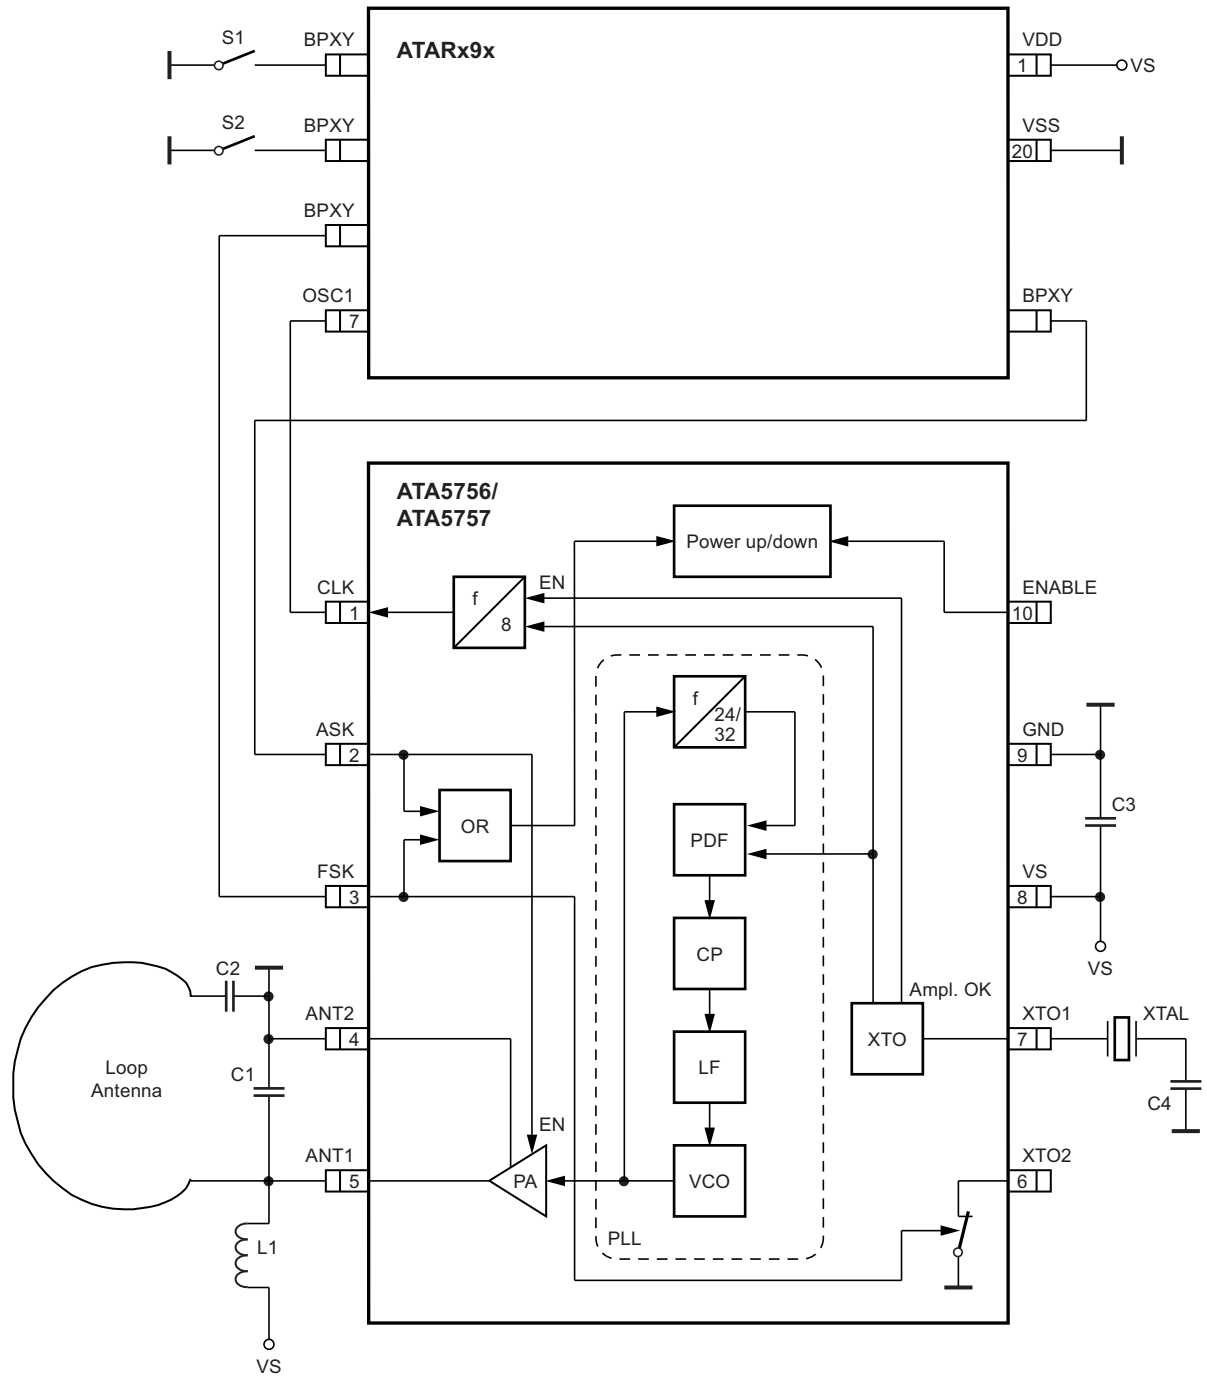 S1
BPXY
ATARx9x
VDD
1
VS
S2
BPXY
VSS
20
BPXY
OSC1
7
BPXY
ATA5756/
ATA5757
Power up/down
CLK
1
f
8
EN
ENABLE
10
f
24/
32
ASK
2
GND
9
OR
PDF
C3
FSK
3
VS
8
CP
VS
C2
Ampl. OK
ANT2
4
XTO
XTO1
7
XTAL
Loop
Antenna
C1
LF
C4
EN
ANT1
5
PA
VCO
XTO2
6
L1
PLL
VS